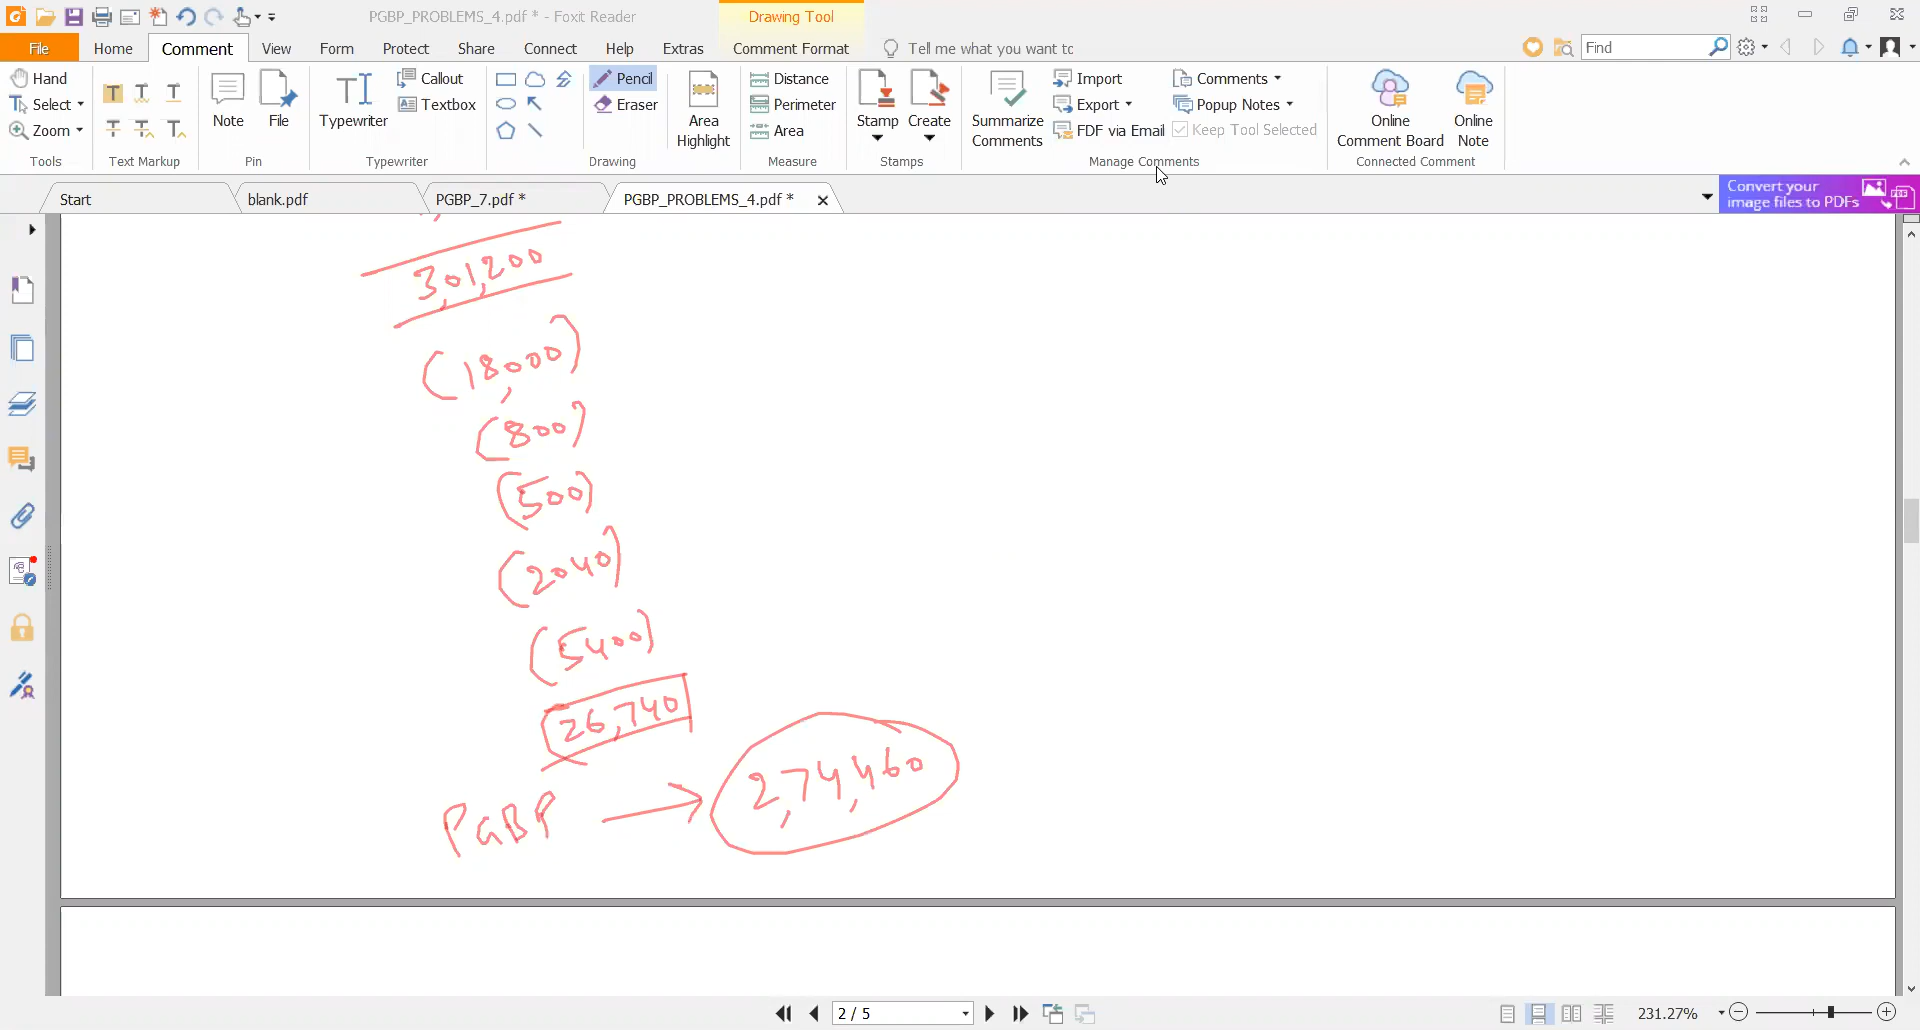 PGBP_PROBLEMS_4.pdf * - Foxit Reader
Drawing Tool
File
Home
Comment
View
Form
Protect
Share
Connect
Help
Extras
Comment Format
Tell me what you want to
Find
Hand
Select
Zoom
Tools
Text Markup
Note
File
Pin
Typewriter
Callout
Textbox
Typewriter
Pencil
Eraser
Drawing
Area
Highlight
Distance
Perimeter
Area
Measure
Stamp
Create
Stamps
Summarize
Comments
Import
Export
FDF via Email
Comments
Popup Notes
Keep Tool Selected
Manage Comments
Online
Comment Board
Online
Note
Connected Comment
Start
blank.pdf
PGBP_7.pdf *
PGBP_PROBLEMS_4.pdf *
Convert your
image files to PDFs
3,01,200
(18,000)
(800)
(500)
(2040)
(5400)
26,740
PGBP → 2,74,460
2 / 5
231.27%